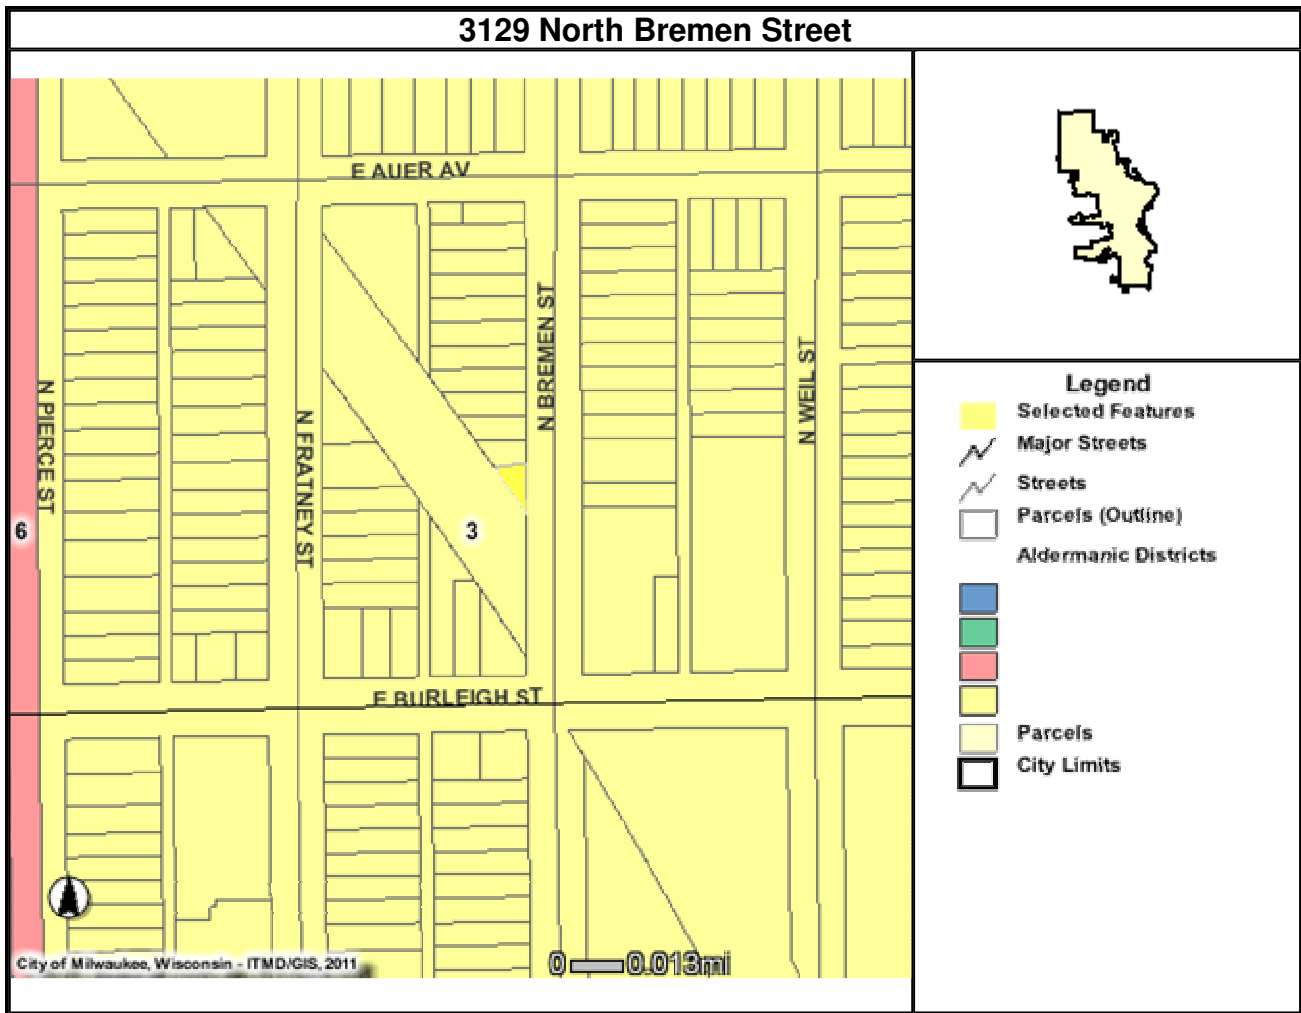 3129 North Bremen Street
E AUER AV
N BREMEN ST
N WEIL ST
N PIERCE ST
N FRATNEY ST
6
3
E BURLEIGH ST
City of Milwaukee, Wisconsin - ITMD/GIS, 2011
0 0.013mi
Legend
Selected Features
Major Streets
Streets
Parcels (Outline)
Aldermanic Districts
Parcels
City Limits